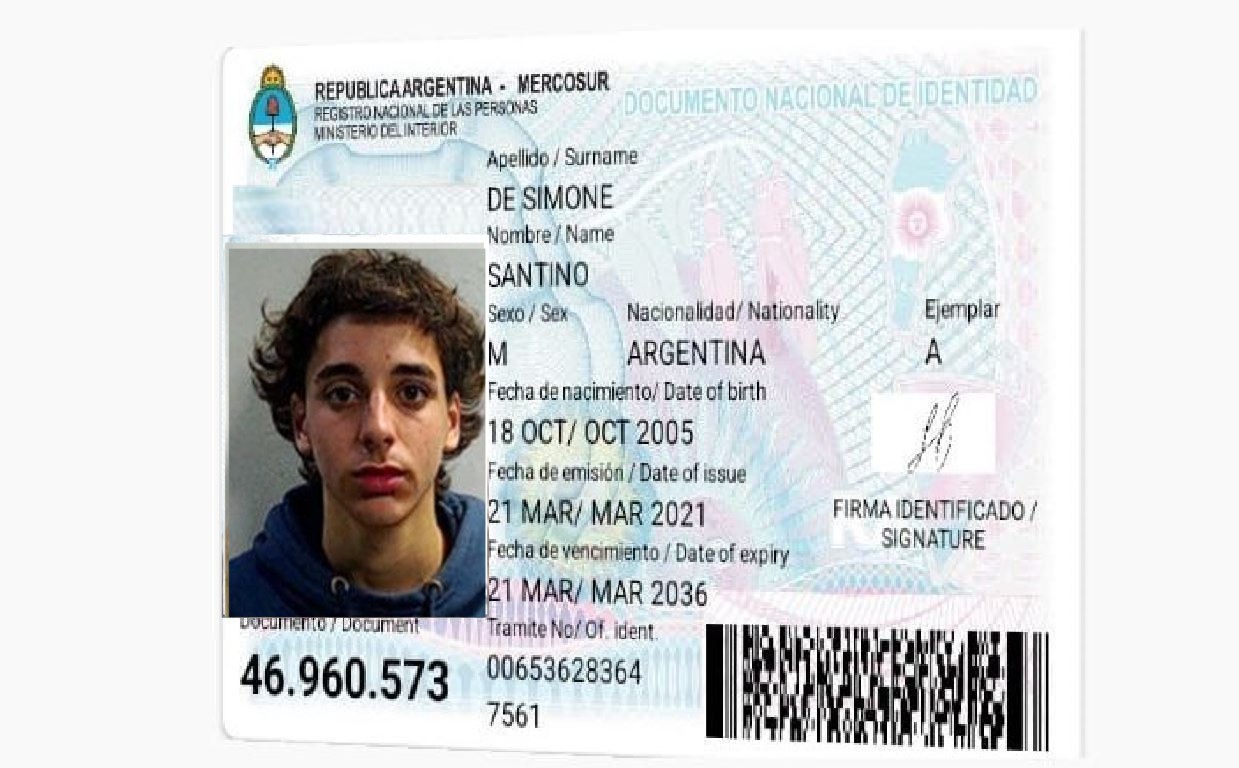 REPUBLICA ARGENTINA - MERCOSUR
REGISTRO NACIONAL DE LAS PERSONAS
MINISTERIO DEL INTERIOR
DOCUMENTO NACIONAL DE IDENTIDAD
Apellido / Surname
DE SIMONE
Nombre / Name
SANTINO
Sexo / Sex
Nacionalidad/ Nationality
Ejemplar
M
ARGENTINA
A
Fecha de nacimiento/ Date of birth
18 OCT/ OCT 2005
Fecha de emisión / Date of issue
21 MAR/ MAR 2021
FIRMA IDENTIFICADO /
SIGNATURE
Fecha de vencimiento / Date of expiry
21 MAR/ MAR 2036
Documento / Document
46.960.573
Tramite No/ Of. ident.
00653628364
7561